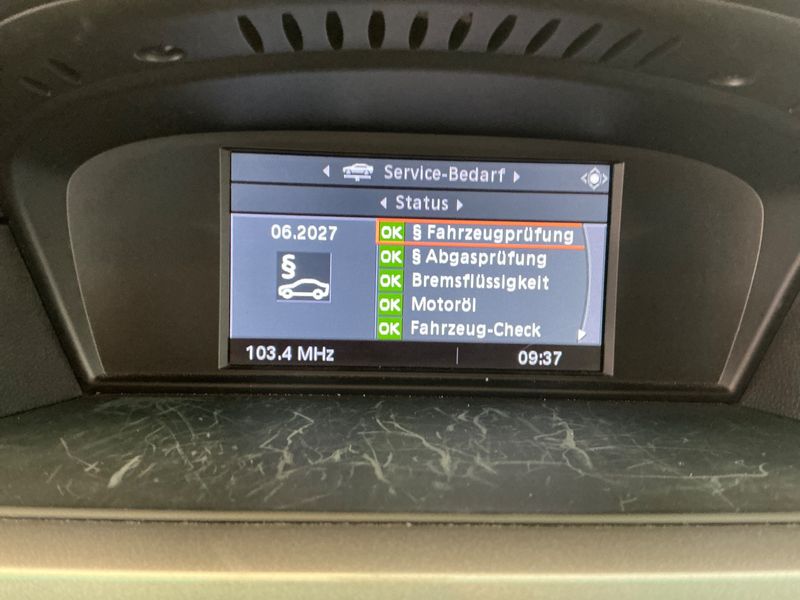 Service-Bedarf
Status
06.2027
OK § Fahrzeugprüfung
OK § Abgasprüfung
§
OK Bremsflüssigkeit
OK Motoröl
OK Fahrzeug-Check
103.4 MHz
09:37